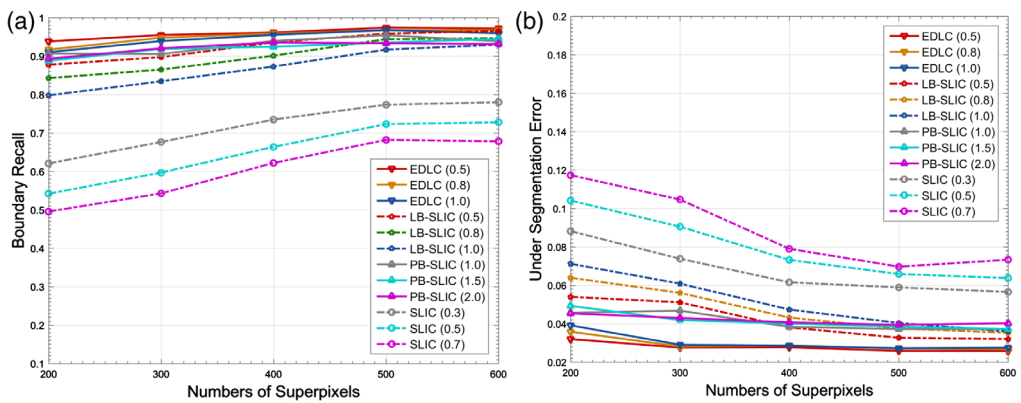 (a)
Boundary Recall
1
0.9
0.8
0.7
0.6
0.5
0.4
0.3
0.2
0.1
200
300
400
500
600
Numbers of Superpixels
EDLC (0.5)
EDLC (0.8)
EDLC (1.0)
LB-SLIC (0.5)
LB-SLIC (0.8)
LB-SLIC (1.0)
PB-SLIC (1.0)
PB-SLIC (1.5)
PB-SLIC (2.0)
SLIC (0.3)
SLIC (0.5)
SLIC (0.7)
(b)
Under Segmentation Error
0.2
0.18
0.16
0.14
0.12
0.1
0.08
0.06
0.04
0.02
200
300
400
500
600
Numbers of Superpixels
EDLC (0.5)
EDLC (0.8)
EDLC (1.0)
LB-SLIC (0.5)
LB-SLIC (0.8)
LB-SLIC (1.0)
PB-SLIC (1.0)
PB-SLIC (1.5)
PB-SLIC (2.0)
SLIC (0.3)
SLIC (0.5)
SLIC (0.7)